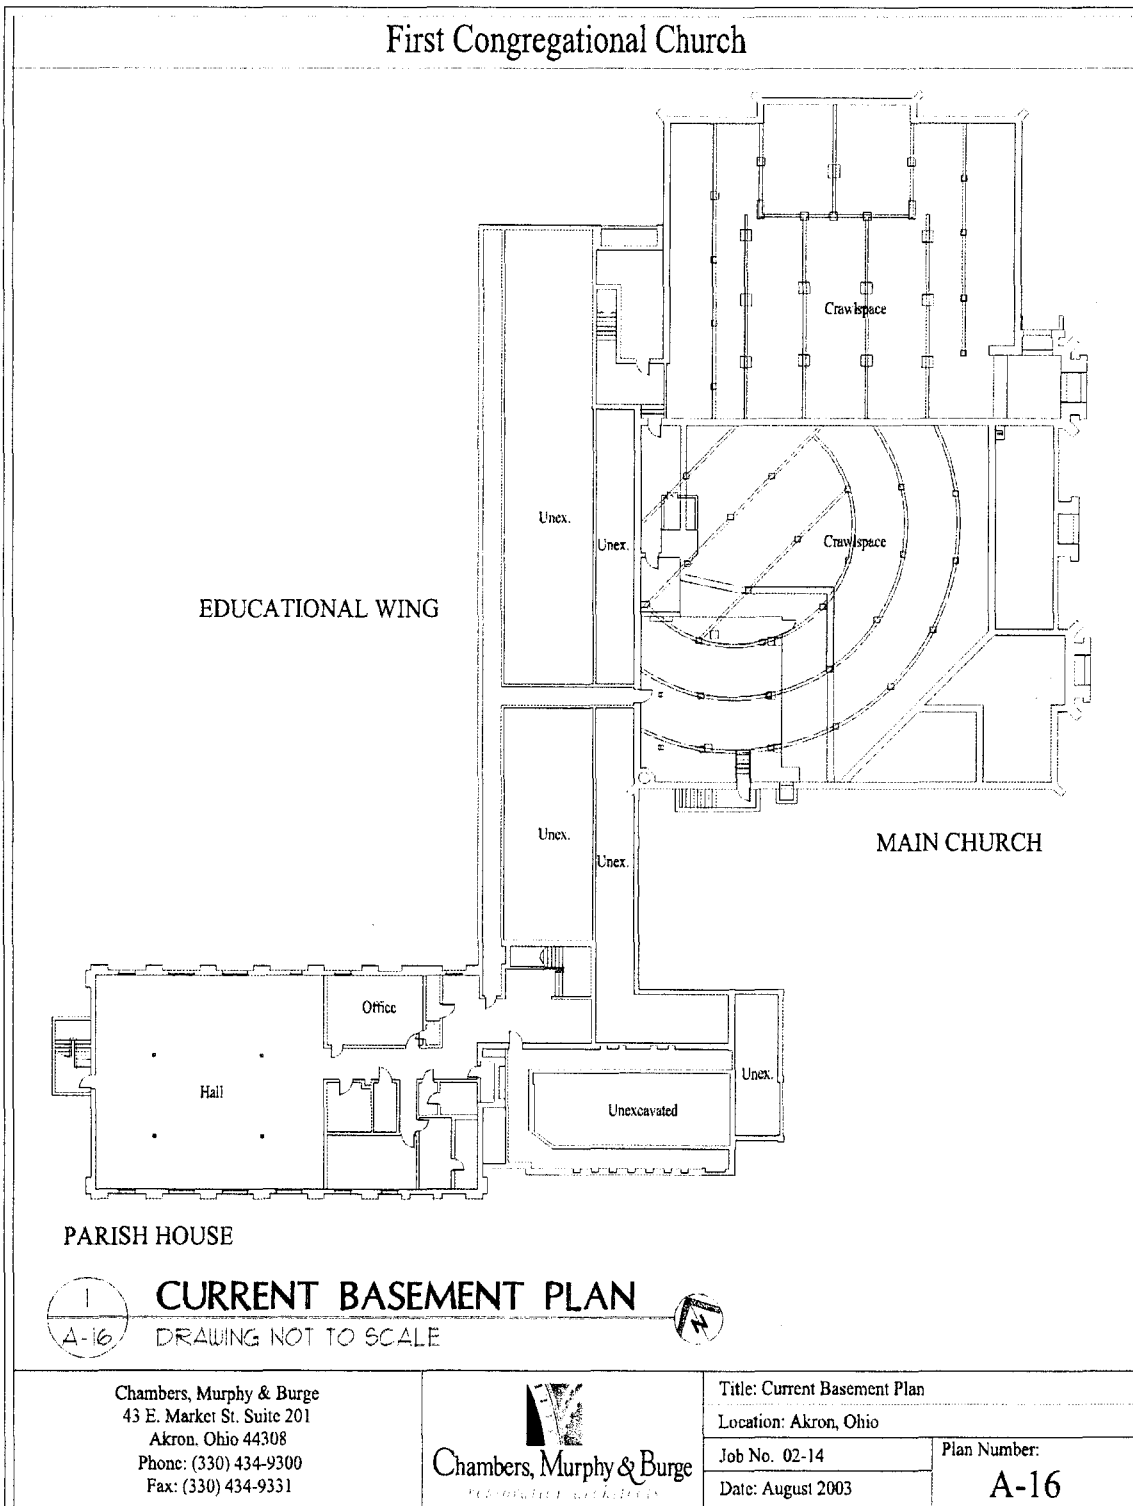 First Congregational Church
Crawlspace
Unex.
Unex.
Crawlspace
EDUCATIONAL WING
Unex.
Unex.
MAIN CHURCH
Office
Hall
Unex.
Unexcavated
PARISH HOUSE
1
A-16
CURRENT BASEMENT PLAN
DRAWING NOT TO SCALE
N
Chambers, Murphy & Burge
43 E. Market St. Suite 201
Akron, Ohio 44308
Phone: (330) 434-9300
Fax: (330) 434-9331
Chambers, Murphy & Burge
Title: Current Basement Plan
Location: Akron, Ohio
Job No. 02-14
Date: August 2003
Plan Number:
A-16